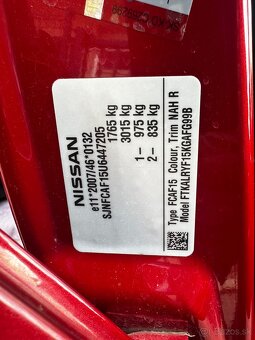 NISSAN
e11*2007/46*0132
SJNFCAF15U6447205
1765 kg
3015 kg
1– 975 kg
2– 835 kg
Type FCAF15 Colour, Trim NAH R
Model FTKALRYF15KGAFG99B